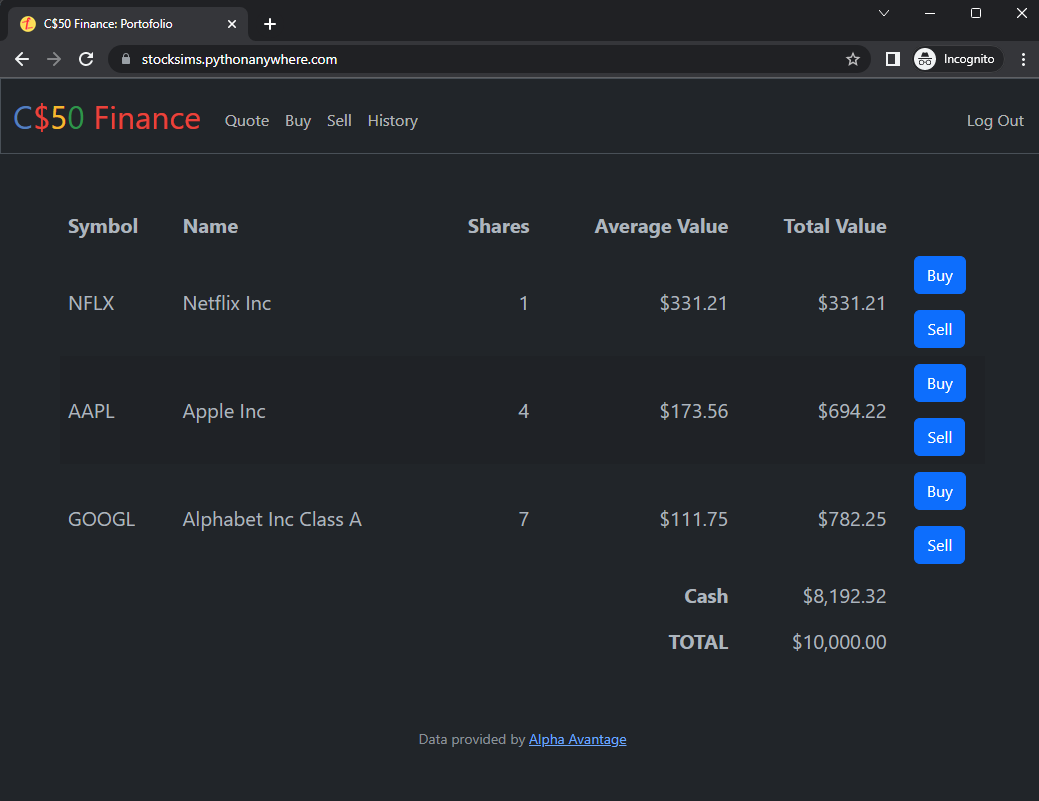 C$50 Finance: Portofolio
stocksims.pythonanywhere.com Incognito
C$50 Finance Quote Buy Sell History Log Out
Symbol Name Shares Average Value Total Value
Buy
NFLX Netflix Inc 1 $331.21 $331.21
Sell
Buy
AAPL Apple Inc 4 $173.56 $694.22
Sell
Buy
GOOGL Alphabet Inc Class A 7 $111.75 $782.25
Sell
Cash $8,192.32
TOTAL $10,000.00
Data provided by Alpha Avantage